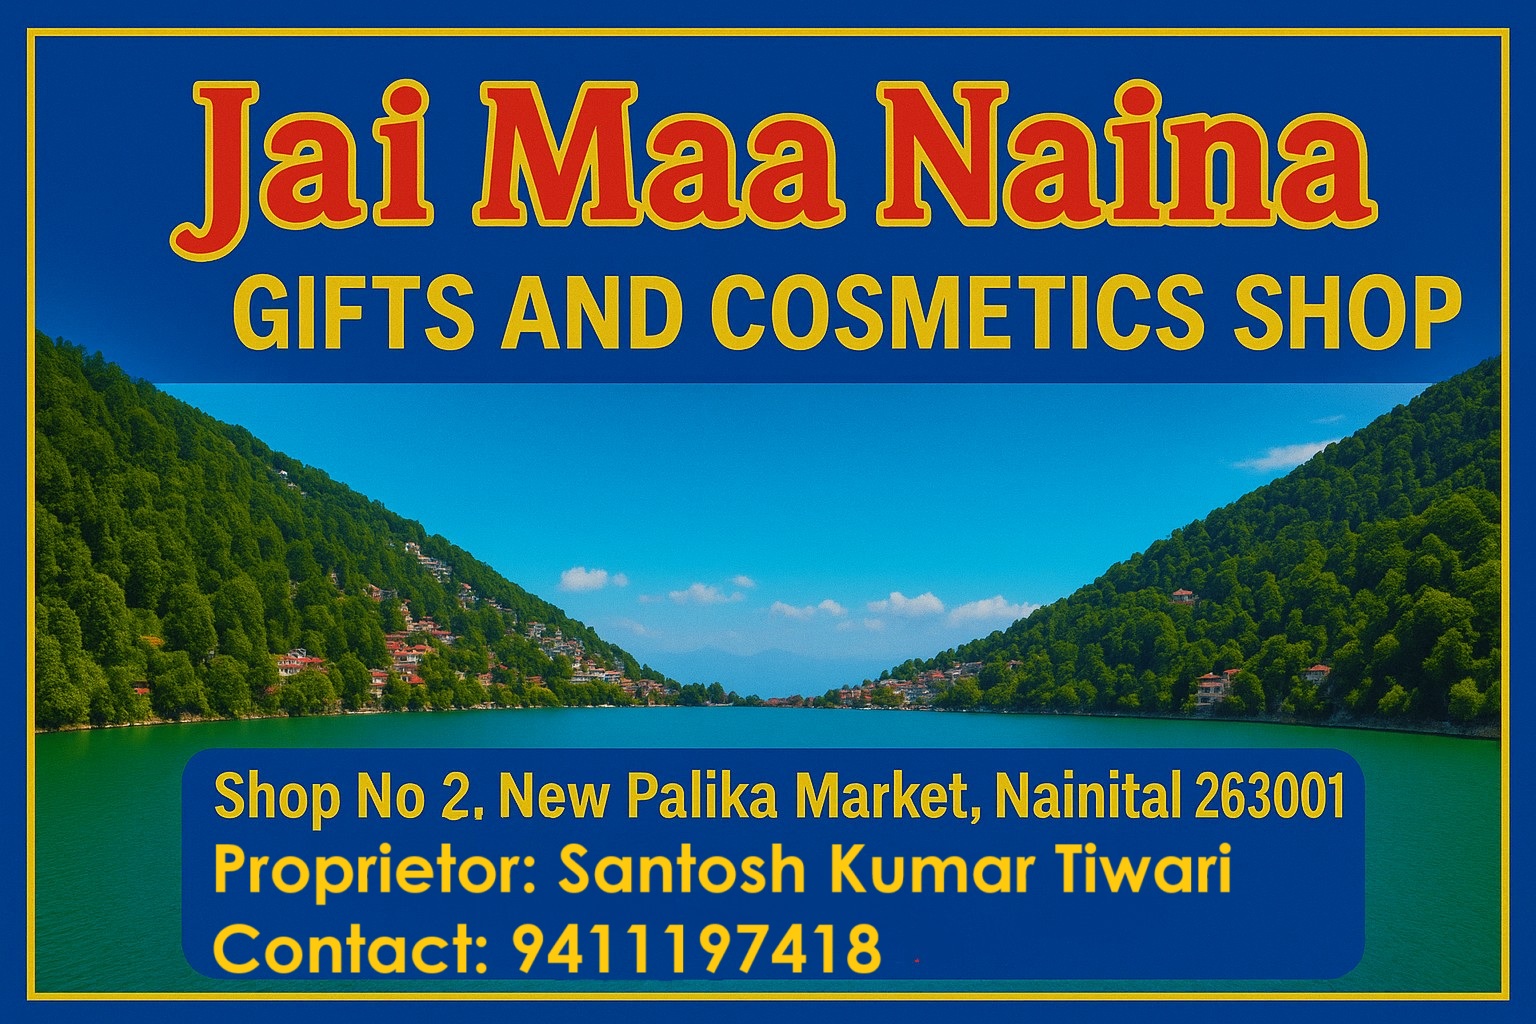 Jai Maa Naina
GIFTS AND COSMETICS SHOP
Shop No 2, New Palika Market, Nainital 263001
Proprietor: Santosh Kumar Tiwari
Contact: 9411197418